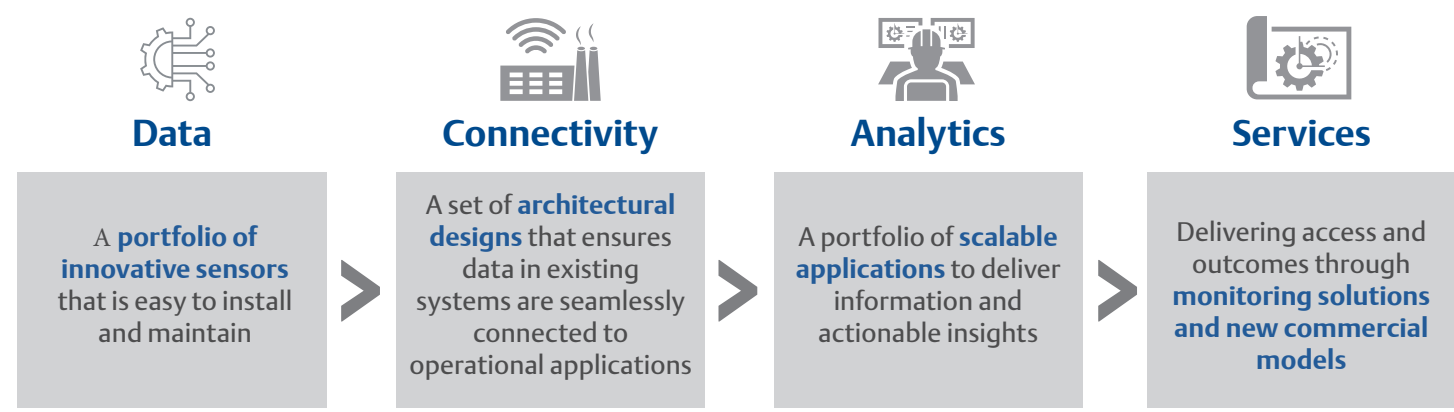 Data
A portfolio of
innovative sensors
that is easy to install
and maintain
Connectivity
A set of architectural
designs that ensures
data in existing
systems are seamlessly
connected to
operational applications
Analytics
A portfolio of scalable
applications to deliver
information and
actionable insights
Services
Delivering access and
outcomes through
monitoring solutions
and new commercial
models